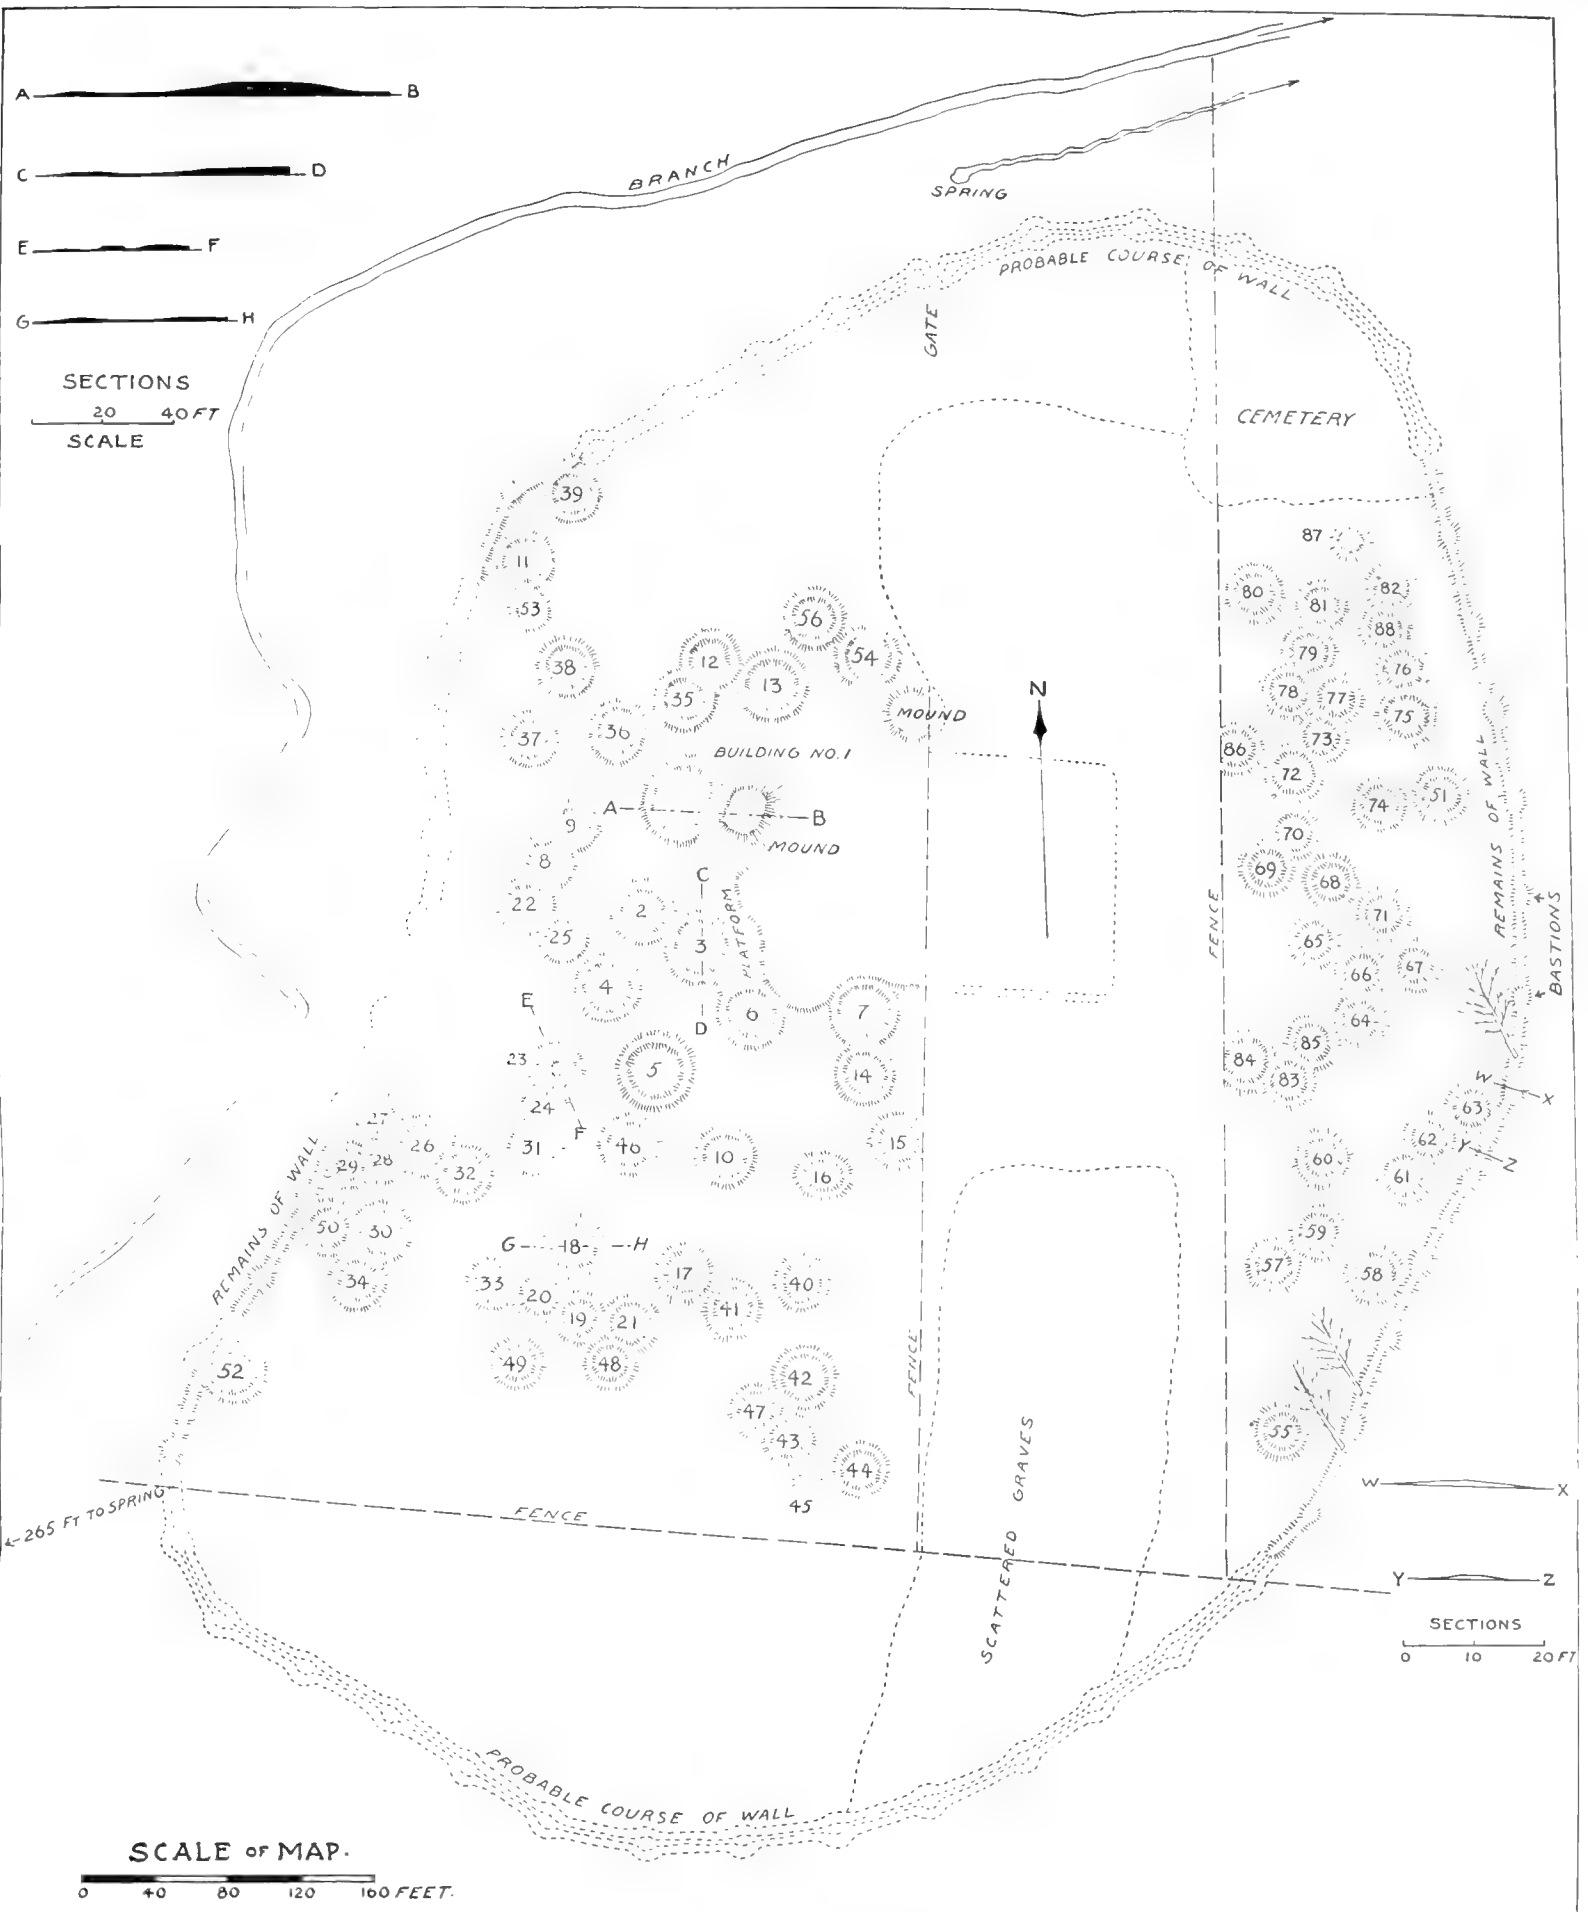 A B
C D
E F
G H
SECTIONS
20 40 FT
SCALE
BRANCH
SPRING
PROBABLE COURSE OF WALL
GATE
CEMETERY
39
11
53
38
37
36
12
35
13
56
54
MOUND
BUILDING NO. 1
A B
MOUND
9
8
22
25
2
C
3
D
PLATFORM
4
6
7
E
23
24
F
5
14
31
46
10
15
16
N
FENCE
87
80
81
82
88
79
76
78
77
75
86
73
72
74
51
70
69
68
71
65
66
67
64
85
84
83
REMAINS OF WALL
BASTIONS
W X
63
62
Y Z
61
60
59
57
58
55
27
26
28
29
32
50
30
34
REMAINS OF WALL
52
G 18 H
33
20
19
21
17
41
40
49
48
42
47
43
44
45
FENCE
← 265 FT TO SPRING
FENCE
SCATTERED GRAVES
W X
Y Z
SECTIONS
0 10 20 FT
PROBABLE COURSE OF WALL
SCALE OF MAP.
0 40 80 120 160 FEET.